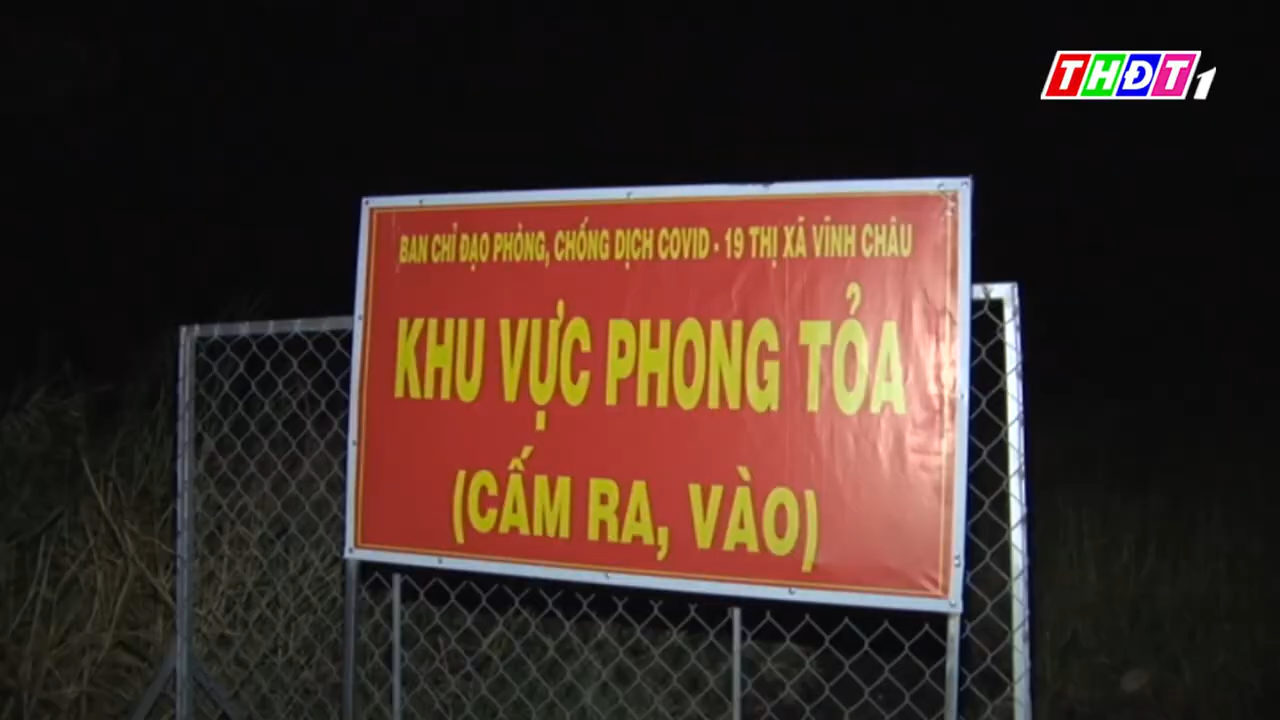 THĐT1
BAN CHỈ ĐẠO PHÒNG, CHỐNG DỊCH COVID - 19 THỊ XÃ VĨNH CHÂU
KHU VỰC PHONG TỎA
(CẤM RA, VÀO)